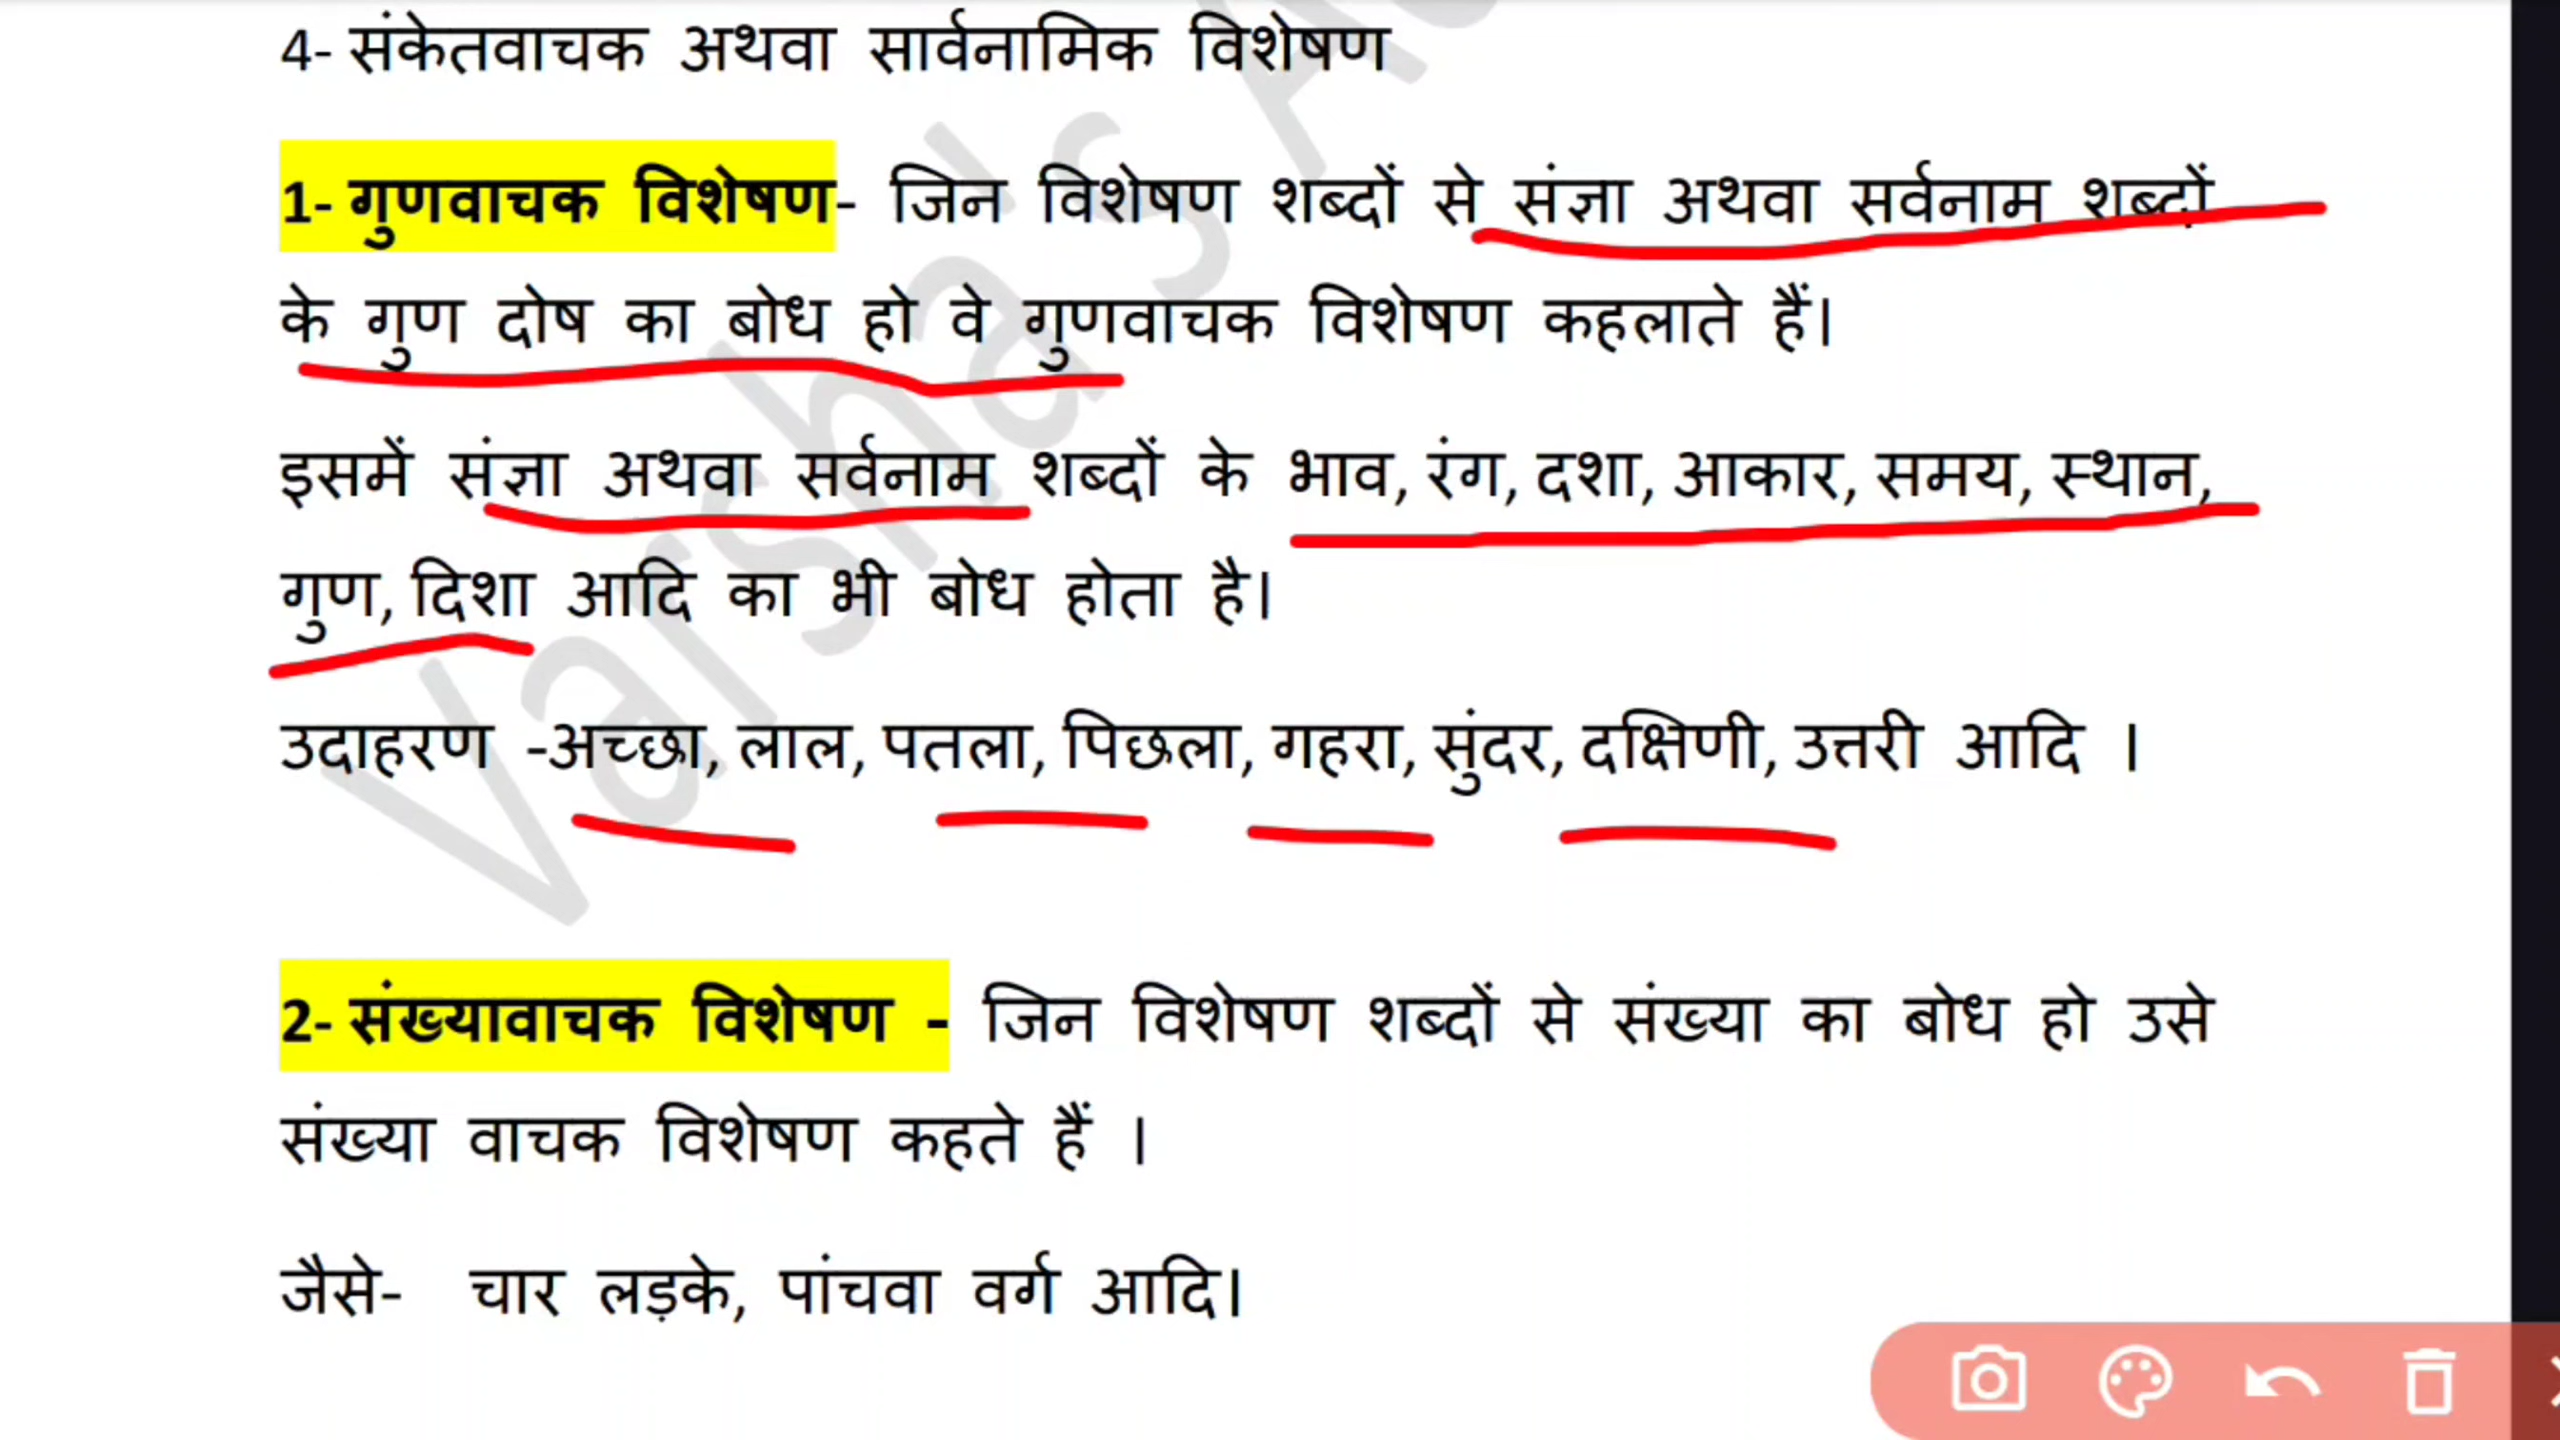 4- संकेतवाचक अथवा सार्वनामिक विशेषण
1- गुणवाचक विशेषण- जिन विशेषण शब्दों से संज्ञा अथवा सर्वनाम शब्दों
के गुण दोष का बोध हो वे गुणवाचक विशेषण कहलाते हैं।
इसमें संज्ञा अथवा सर्वनाम शब्दों के भाव, रंग, दशा, आकार, समय, स्थान,
गुण, दिशा आदि का भी बोध होता है।
उदाहरण -अच्छा, लाल, पतला, पिछला, गहरा, सुंदर, दक्षिणी, उत्तरी आदि ।
2- संख्यावाचक विशेषण - जिन विशेषण शब्दों से संख्या का बोध हो उसे
संख्या वाचक विशेषण कहते हैं ।
जैसे- चार लड़के, पांचवा वर्ग आदि।
Varsha's